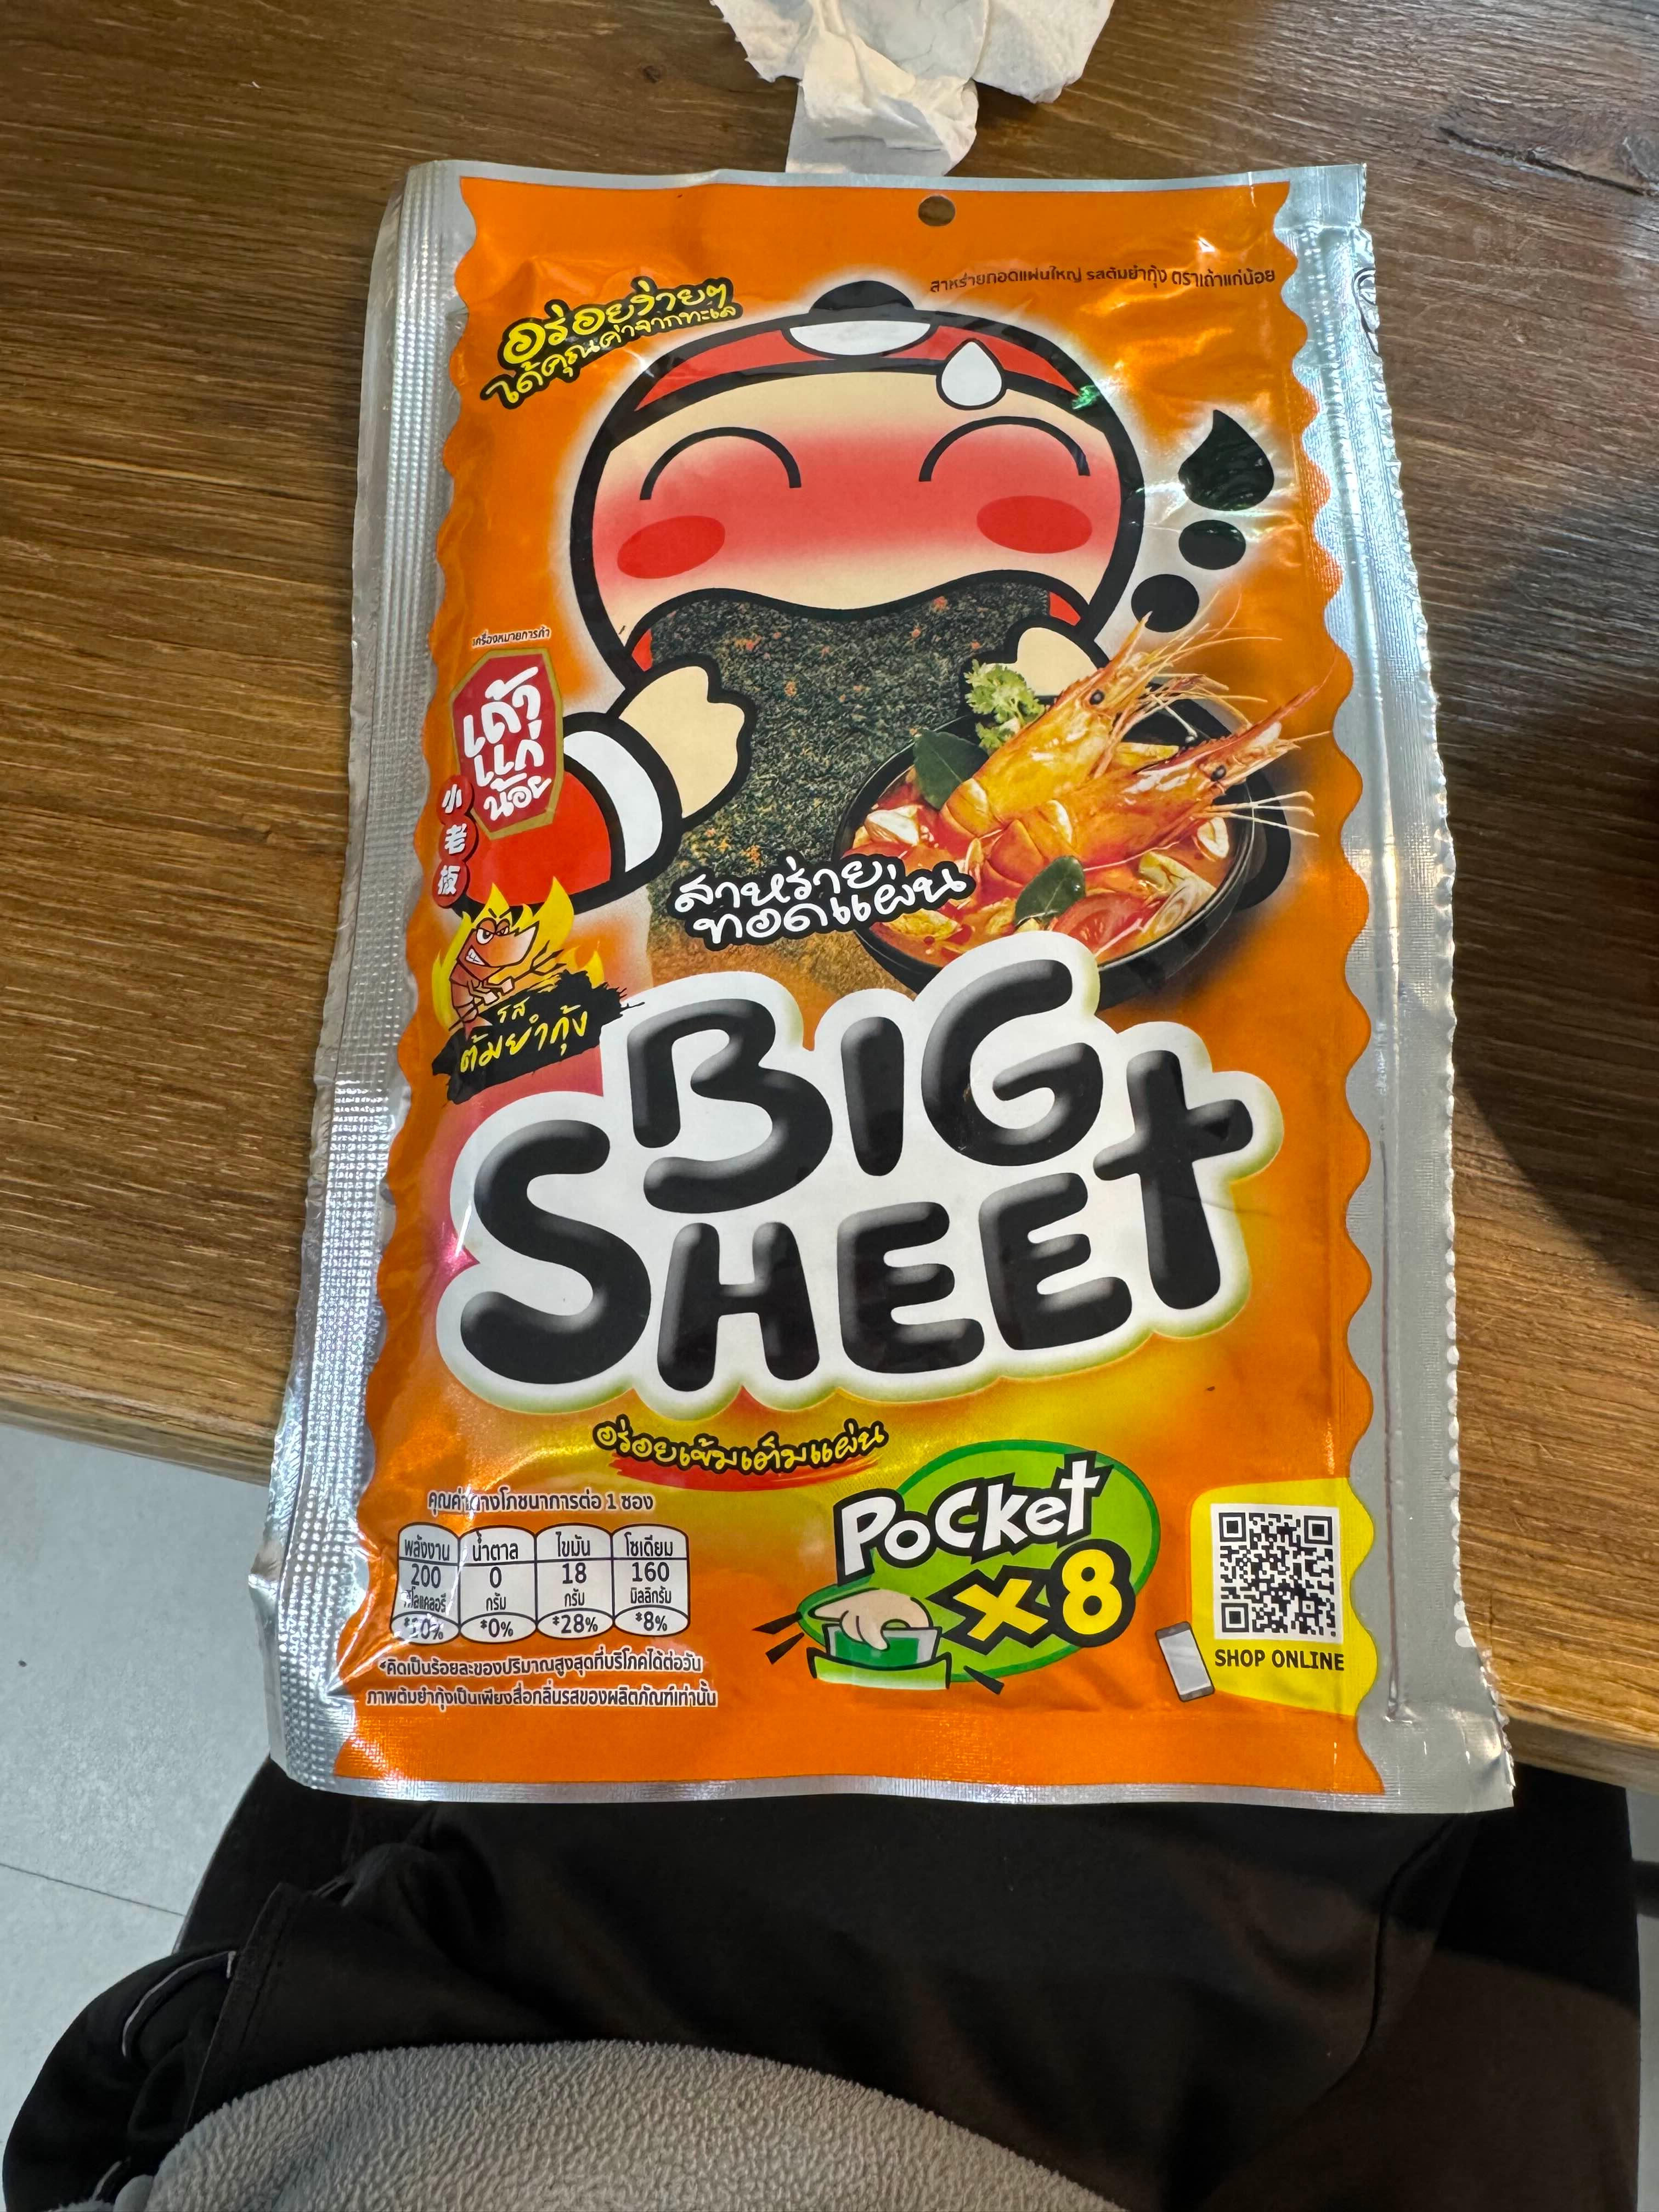 สาหร่ายทอดแผ่นใหญ่ รสต้มยำกุ้ง ตราเถ้าแก่น้อย
อร่อยง่ายๆ
ได้คุณค่าจากทะเล
เครื่องหมายการค้า
เถ้า
แก่
น้อย
小老板
สาหร่าย
ทอดแผ่น
รส
ต้มยำกุ้ง
BIG
SHEEt
อร่อยเข้มเต็มแผ่น
คุณค่าทางโภชนาการต่อ 1 ซอง
พลังงาน น้ำตาล ไขมัน โซเดียม
200 0 18 160
กิโลแคลอรี กรัม กรัม มิลลิกรัม
*10% *0% *28% *8%
*คิดเป็นร้อยละของปริมาณสูงสุดที่บริโภคได้ต่อวัน
ภาพต้มยำกุ้งเป็นเพียงสื่อกลิ่นรสของผลิตภัณฑ์เท่านั้น
Pocket
x8
SHOP ONLINE